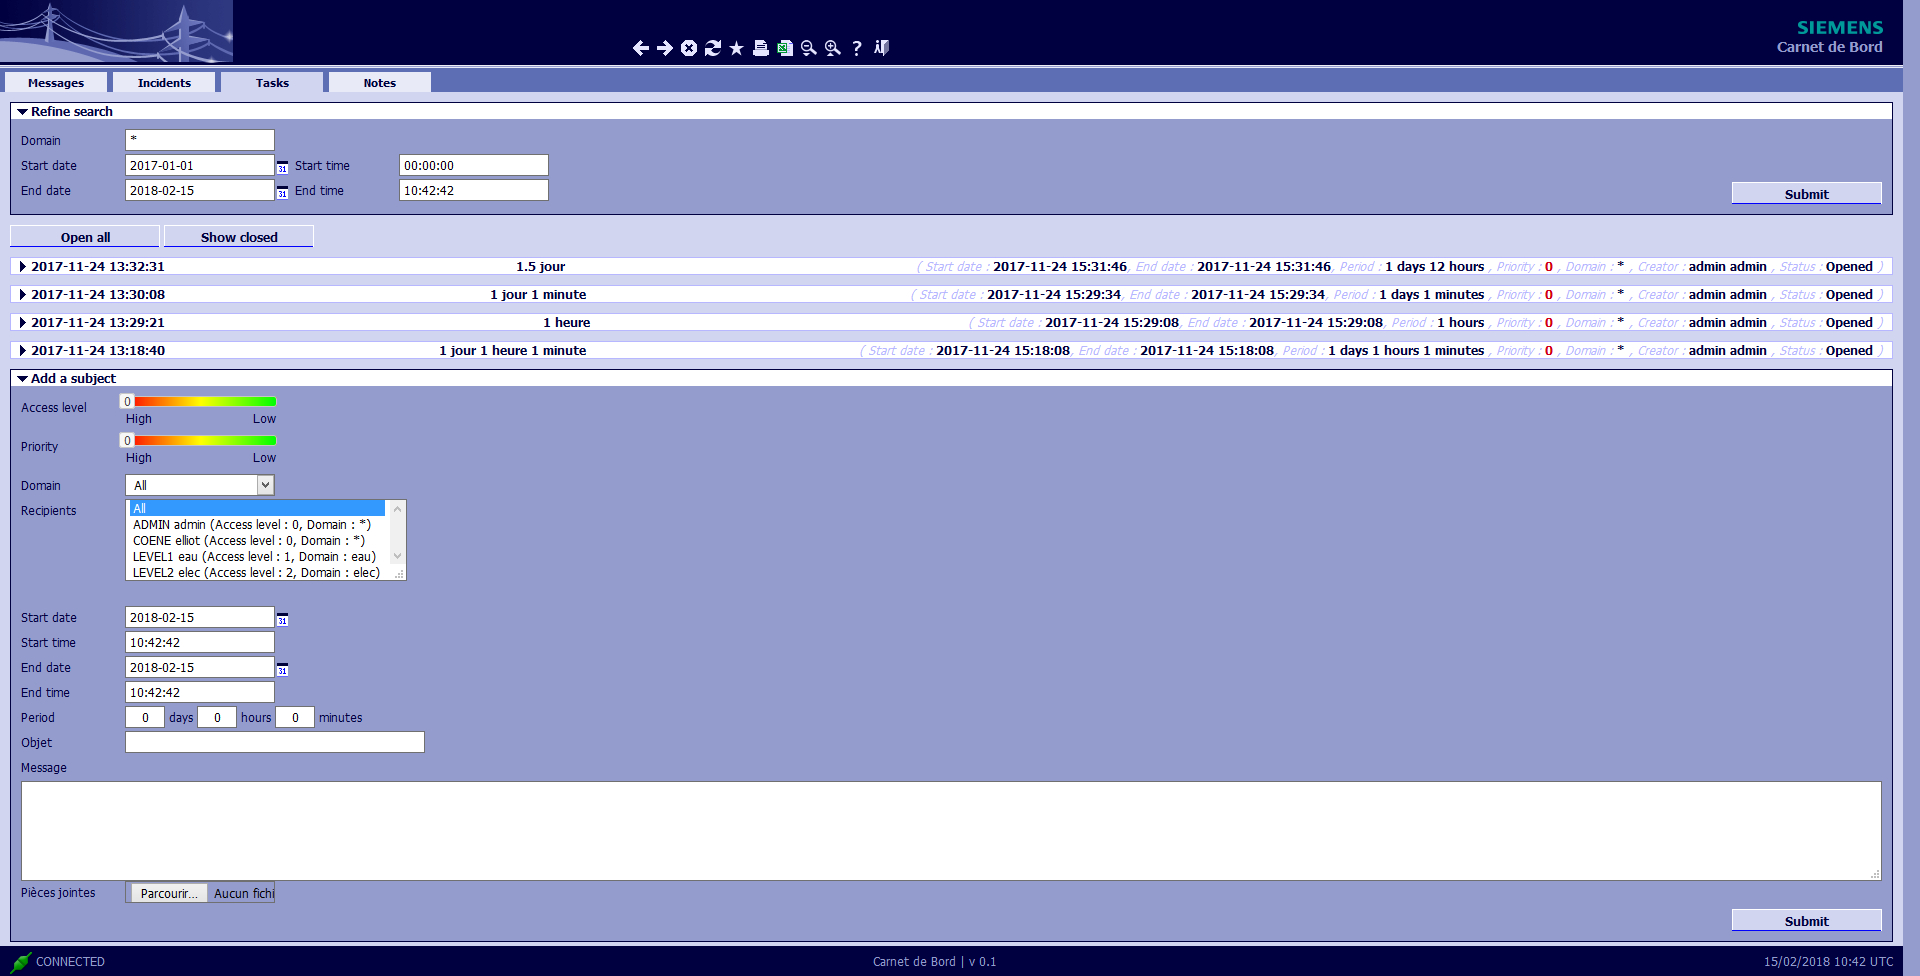 SIEMENS
Carnet de Bord
Messages Incidents Tasks Notes
Refine search
Domain *
Start date 2017-01-01 31 Start time 00:00:00
End date 2018-02-15 31 End time 10:42:42
Submit
Open all Show closed
2017-11-24 13:32:31 1.5 jour ( Start date : 2017-11-24 15:31:46, End date : 2017-11-24 15:31:46, Period : 1 days 12 hours , Priority : 0 , Domain : * , Creator : admin admin , Status : Opened )
2017-11-24 13:30:08 1 jour 1 minute ( Start date : 2017-11-24 15:29:34, End date : 2017-11-24 15:29:34, Period : 1 days 1 minutes , Priority : 0 , Domain : * , Creator : admin admin , Status : Opened )
2017-11-24 13:29:21 1 heure ( Start date : 2017-11-24 15:29:08, End date : 2017-11-24 15:29:08, Period : 1 hours , Priority : 0 , Domain : * , Creator : admin admin , Status : Opened )
2017-11-24 13:18:40 1 jour 1 heure 1 minute ( Start date : 2017-11-24 15:18:08, End date : 2017-11-24 15:18:08, Period : 1 days 1 hours 1 minutes , Priority : 0 , Domain : * , Creator : admin admin , Status : Opened )
Add a subject
Access level 0
High Low
Priority 0
High Low
Domain All
Recipients All
ADMIN admin (Access level : 0, Domain : *)
COENE elliot (Access level : 0, Domain : *)
LEVEL1 eau (Access level : 1, Domain : eau)
LEVEL2 elec (Access level : 2, Domain : elec)
Start date 2018-02-15 31
Start time 10:42:42
End date 2018-02-15 31
End time 10:42:42
Period 0 days 0 hours 0 minutes
Objet
Message
Pièces jointes Parcourir... Aucun fichi
Submit
CONNECTED Carnet de Bord | v 0.1 15/02/2018 10:42 UTC